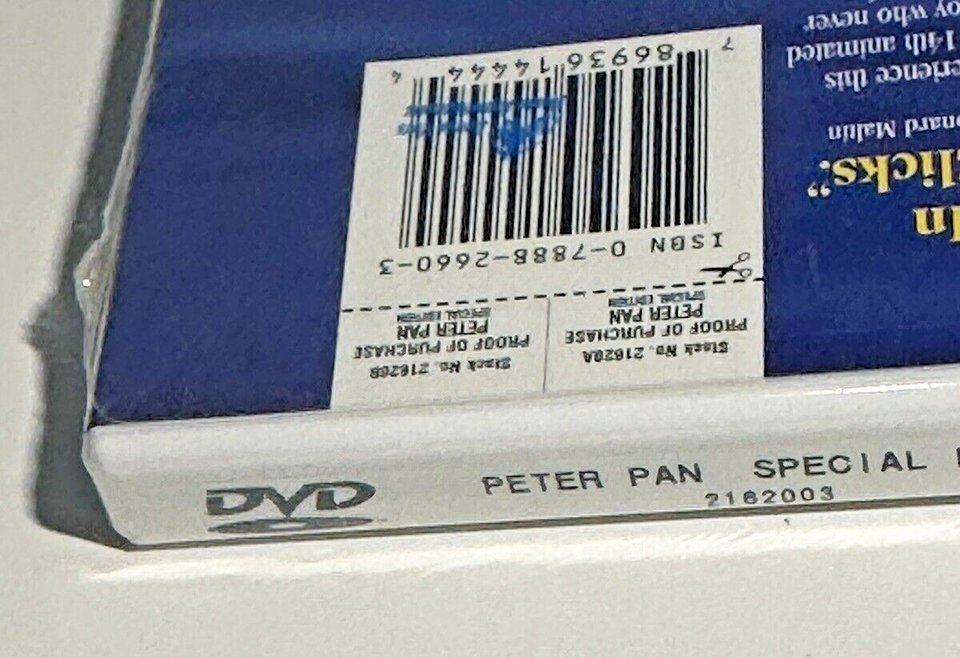 PETER PAN SPECIAL
2162003
DVD
Stock No. 21620A
PROOF OF PURCHASE
PETER PAN
SPECIAL EDITION
Stock No. 21620B
PROOF OF PURCHASE
PETER PAN
SPECIAL EDITION
ISBN 0-7888-2660-3
7 86936 14444 4
In
licks.”
onard Maltin
erience this
14th animated
oy who never